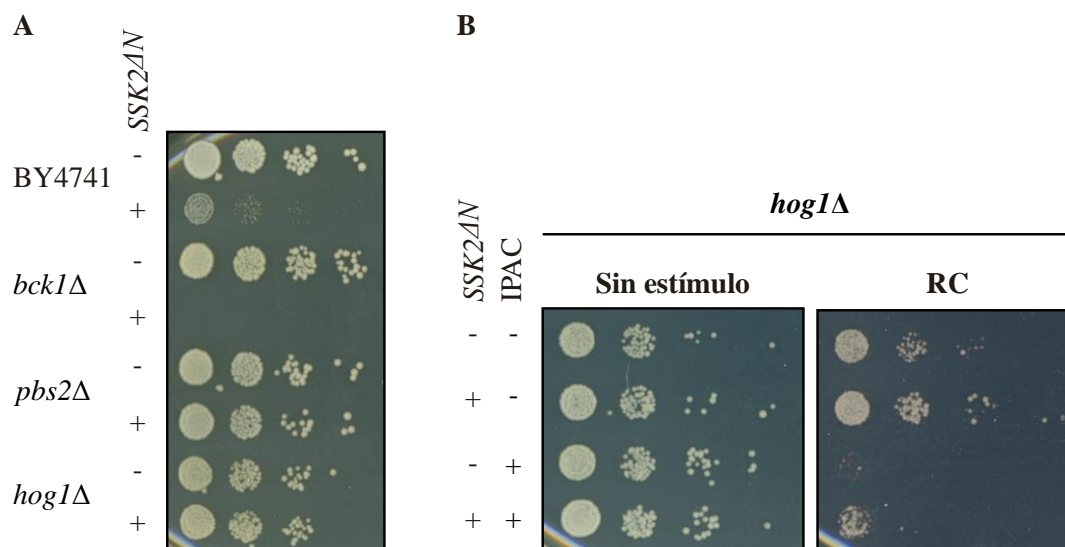 A
SSK2ΔN
BY4741
-
+
bck1Δ
-
+
pbs2Δ
-
+
hog1Δ
-
+
B
hog1Δ
SSK2ΔN
IPAC
Sin estímulo
RC
- -
+ -
- +
+ +